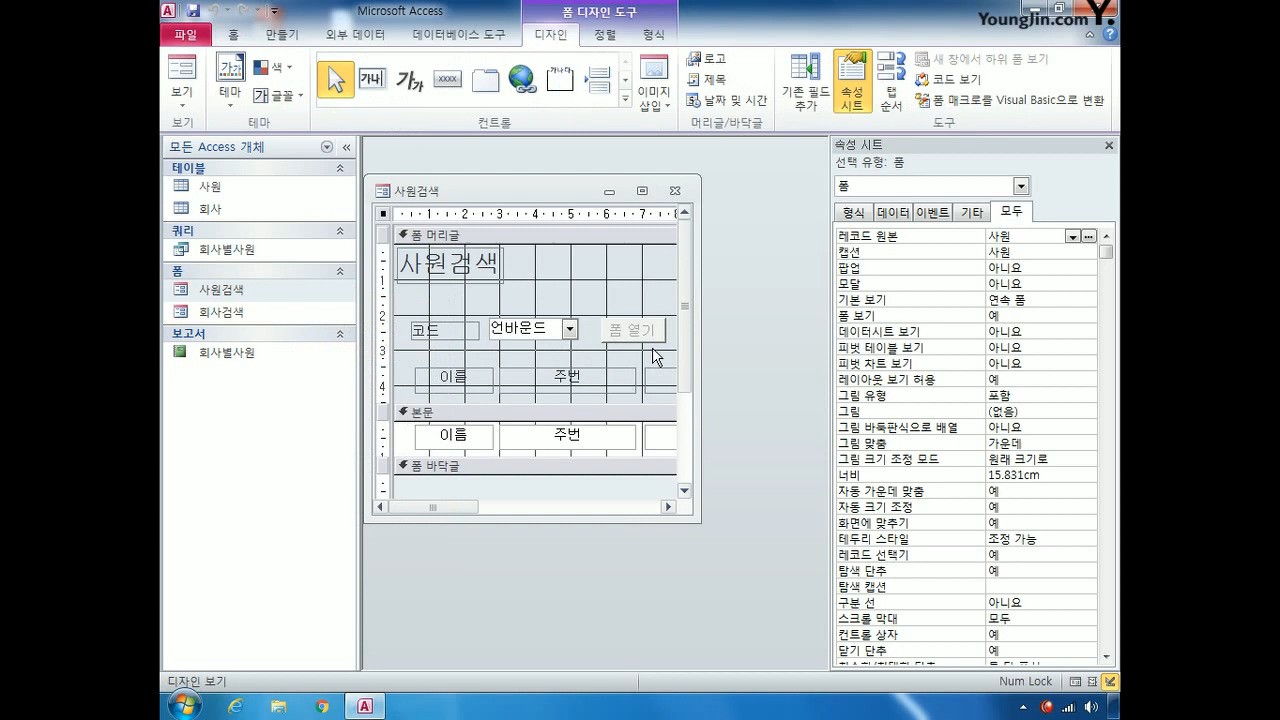 Microsoft Access
폼 디자인 도구
YoungJin.com Y.
파일
홈
만들기
외부 데이터
데이터베이스 도구
디자인
정렬
형식
보기
테마
색
가가 글꼴
가나
가가
xxxx
이미지 삽입
로고
제목
날짜 및 시간
기존 필드 추가
속성 시트
탭 순서
새 창에서 하위 폼 보기
코드 보기
폼 매크로를 Visual Basic으로 변환
보기
테마
컨트롤
머리글/바닥글
도구
모든 Access 개체
테이블
사원
회사
쿼리
회사별사원
폼
사원검색
회사검색
보고서
회사별사원
사원검색
1 2 3 4 5 6 7 8
폼 머리글
사원검색
코드
언바운드
폼 열기
이름
주번
본문
이름
주번
폼 바닥글
속성 시트
선택 유형: 폼
폼
형식
데이터
이벤트
기타
모두
레코드 원본 사원
캡션 사원
팝업 아니요
모달 아니요
기본 보기 연속 폼
폼 보기 예
데이터시트 보기 아니요
피벗 테이블 보기 아니요
피벗 차트 보기 아니요
레이아웃 보기 허용 예
그림 유형 포함
그림 (없음)
그림 바둑판식으로 배열 아니요
그림 맞춤 가운데
그림 크기 조정 모드 원래 크기로
너비 15.831cm
자동 가운데 맞춤 예
자동 크기 조정 예
화면에 맞추기 예
테두리 스타일 조정 가능
레코드 선택기 예
탐색 단추 예
탐색 캡션
구분 선 아니요
스크롤 막대 모두
컨트롤 상자 예
닫기 단추 예
디자인 보기
Num Lock